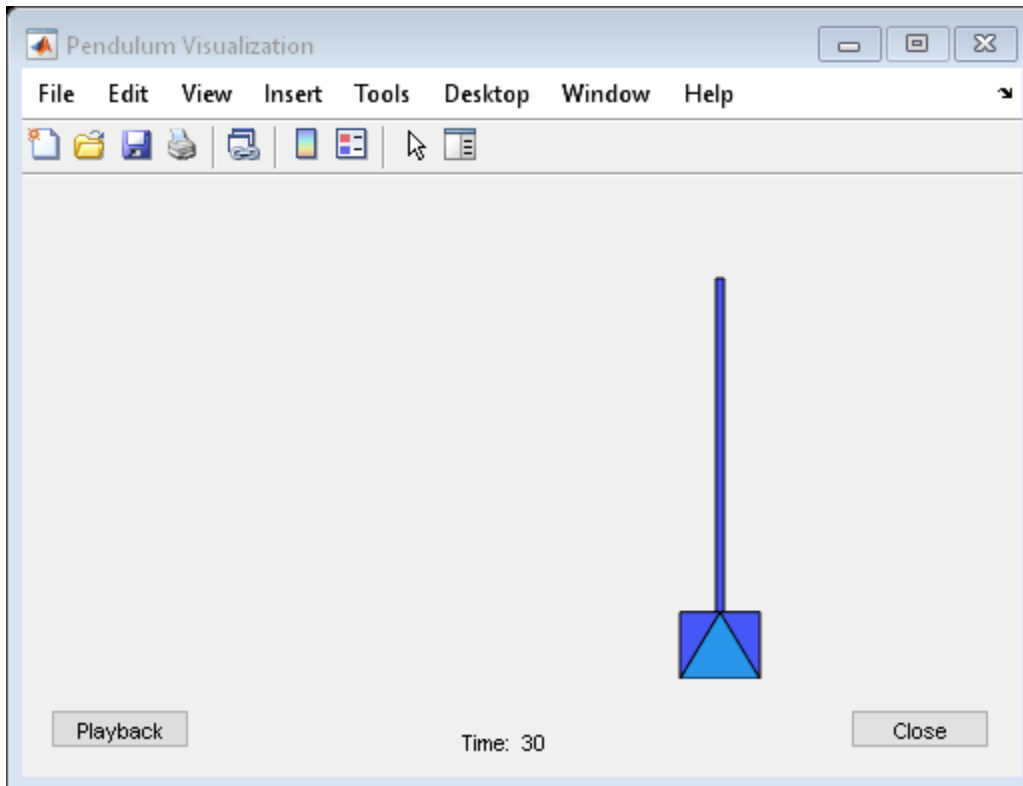 Pendulum Visualization
File Edit View Insert Tools Desktop Window Help
Playback
Time: 30
Close